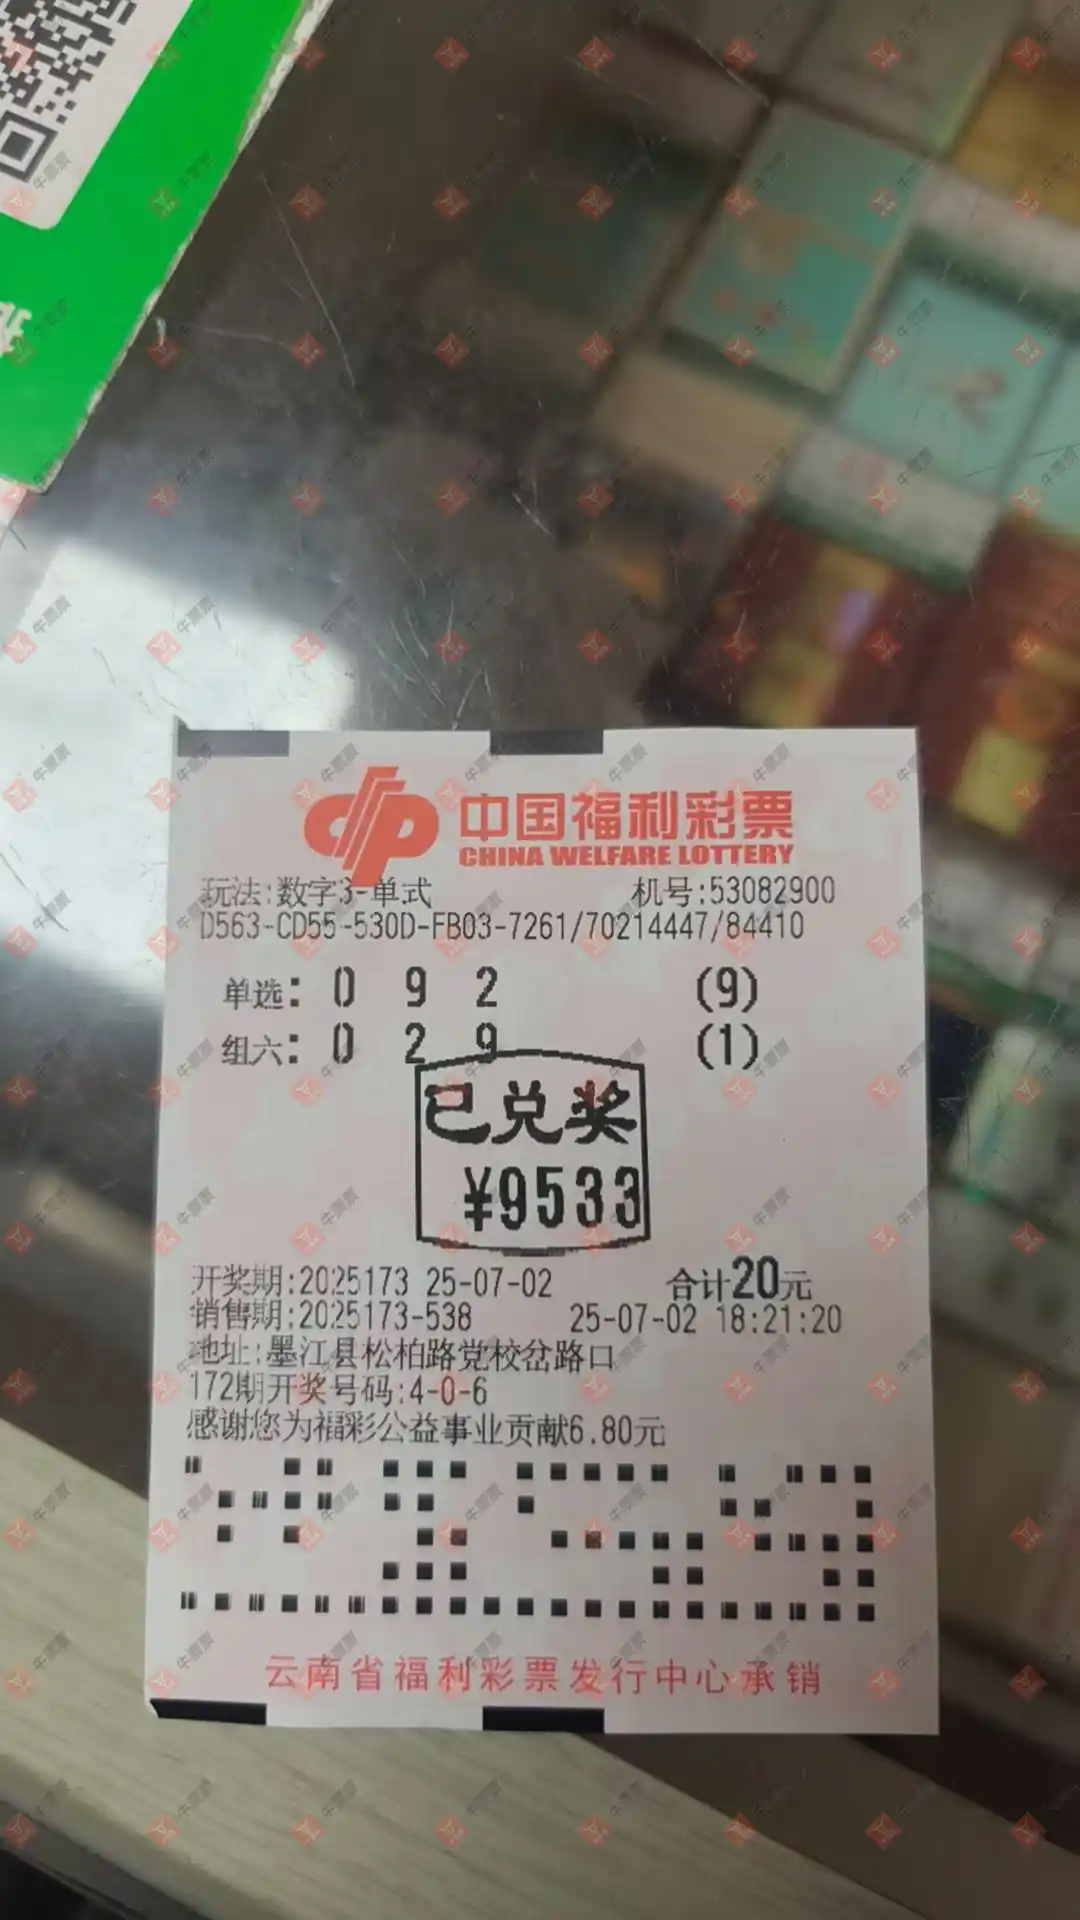 中国福利彩票
CHINA WELFARE LOTTERY
玩法:数字3-单式 机号:53082900
D563-CD55-530D-FB03-7261/70214447/84410
单选: 0 9 2 (9)
组六: 0 2 9 (1)
已兑奖
¥9533
开奖期:2025173 25-07-02 合计20元
销售期:2025173-538 25-07-02 18:21:20
地址:墨江县松柏路党校岔路口
172期开奖号码:4-0-6
感谢您为福彩公益事业贡献6.80元
云南省福利彩票发行中心承销